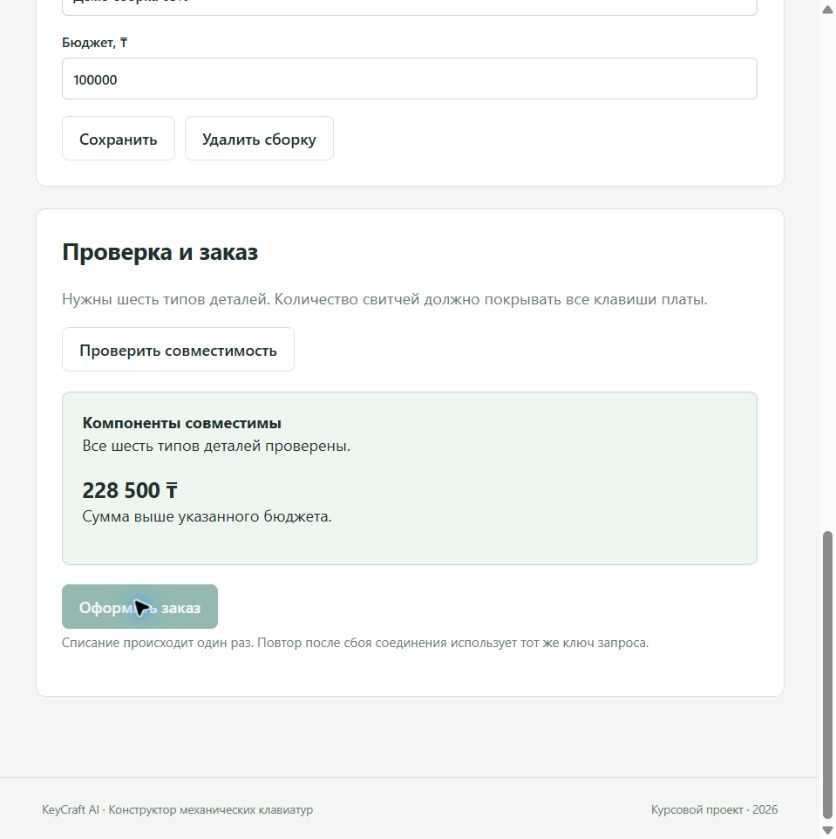 Бюджет, ₸
100000
Сохранить
Удалить сборку
Проверка и заказ
Нужны шесть типов деталей. Количество свитчей должно покрывать все клавиши платы.
Проверить совместимость
Компоненты совместимы
Все шесть типов деталей проверены.
228 500 ₸
Сумма выше указанного бюджета.
Оформить заказ
Списание происходит один раз. Повтор после сбоя соединения использует тот же ключ запроса.
KeyCraft AI · Конструктор механических клавиатур
Курсовой проект · 2026